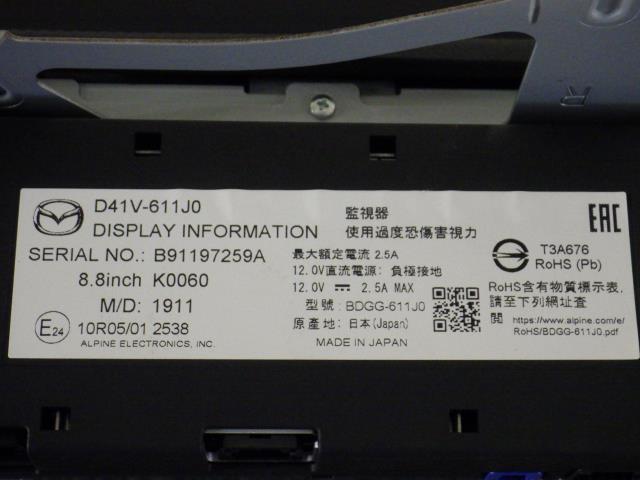 R
D41V-611J0
DISPLAY INFORMATION
SERIAL NO.: B91197259A
8.8inch K0060
M/D: 1911
E24 10R05/01 2538
ALPINE ELECTRONICS, INC.
監視器
使用過度恐傷害視力
最大額定電流 2.5A
12.0V直流電源: 負極接地
12.0V ⎓ 2.5A MAX
型號: BDGG-611J0
原產地: 日本(Japan)
MADE IN JAPAN
EAC
T3A676
RoHS (Pb)
RoHS含有物質標示表,
請至下列網址查
閱 https://www.alpine.com/e/
RoHS/BDGG-611J0.pdf